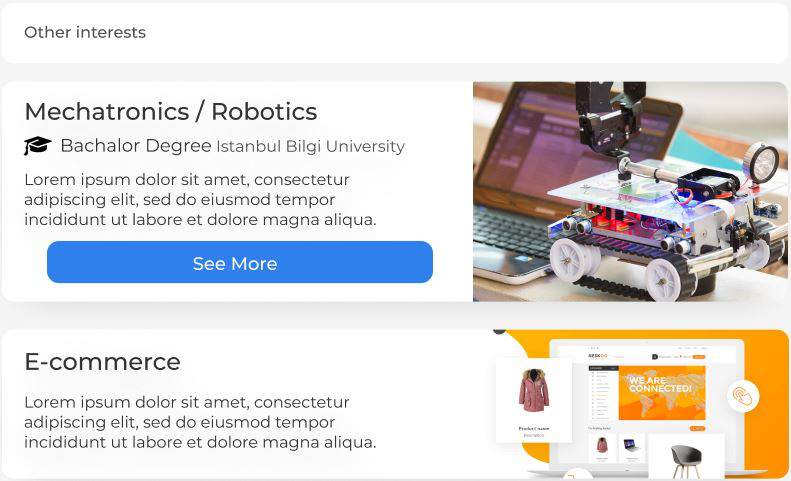 Other interests
Mechatronics / Robotics
Bachalor Degree Istanbul Bilgi University
Lorem ipsum dolor sit amet, consectetur
adipiscing elit, sed do eiusmod tempor
incididunt ut labore et dolore magna aliqua.
See More
E-commerce
Lorem ipsum dolor sit amet, consectetur
adipiscing elit, sed do eiusmod tempor
incididunt ut labore et dolore magna aliqua.
NESKOO
WE ARE
CONNECTED!
Product name
Description